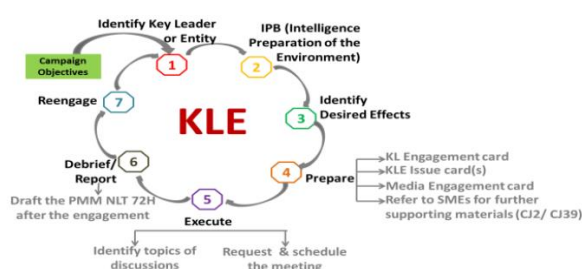 Identify Key Leader
or Entity
IPB (Intelligence
Preparation of the
Environment)
Campaign
Objectives
1
2
Reengage
7
KLE
3
Identify
Desired Effects
Debrief/
Report
6
4
Prepare
KL Engagement card
KLE Issue card(s)
Media Engagement card
Refer to SMEs for further
supporting materials (CJ2/ CJ39)
Draft the PMM NLT 72H
after the engagement
5
Execute
Identify topics of
discussions
Request & schedule
the meeting